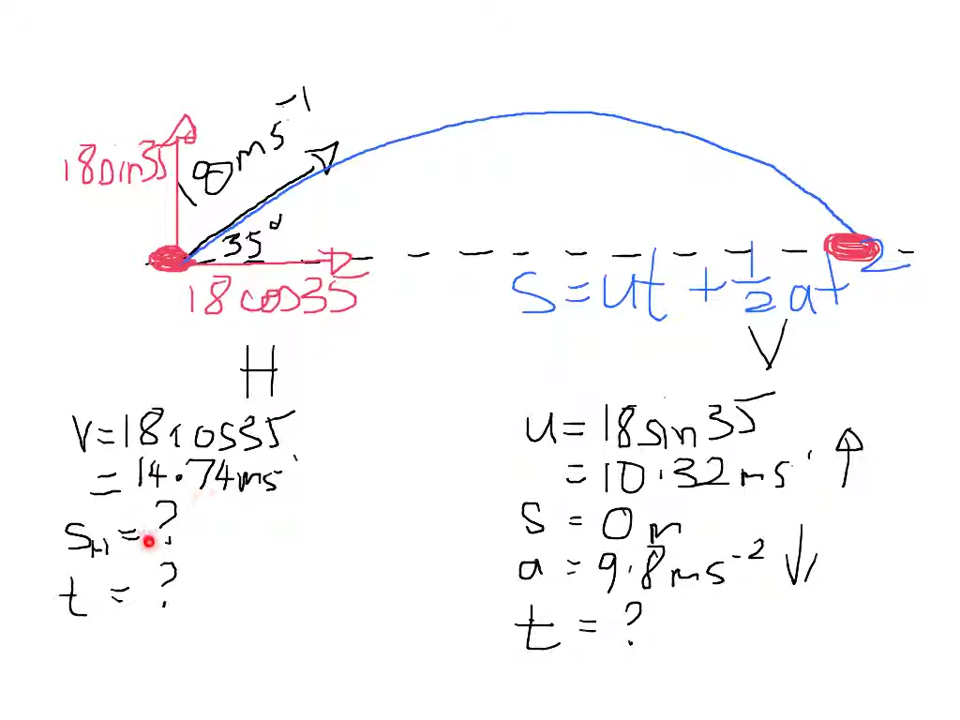 18ms⁻¹
18sin35
35°
18cos35
s=ut+½at²
H
v=18cos35
=14.74ms⁻¹
sH=?
t=?
V
u=18sin35
=10.32ms⁻¹ ↑
s=0m
a=9.8ms⁻² ↓
t=?